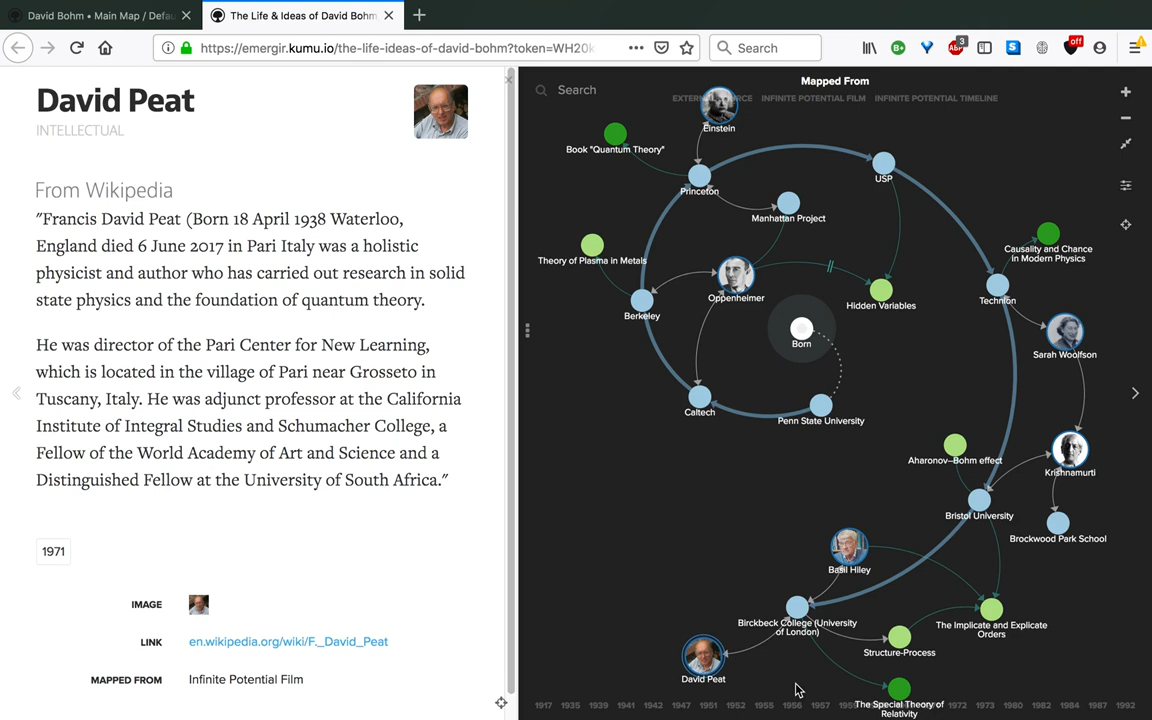 David Bohm • Main Map / Defau
The Life & Ideas of David Bohm
https://emergir.kumu.io/the-life-ideas-of-david-bohm?token=WH20k
Search
3
off
David Peat
INTELLECTUAL
From Wikipedia
"Francis David Peat (Born 18 April 1938 Waterloo,
England died 6 June 2017 in Pari Italy was a holistic
physicist and author who has carried out research in solid
state physics and the foundation of quantum theory.
He was director of the Pari Center for New Learning,
which is located in the village of Pari near Grosseto in
Tuscany, Italy. He was adjunct professor at the California
Institute of Integral Studies and Schumacher College, a
Fellow of the World Academy of Art and Science and a
Distinguished Fellow at the University of South Africa."
1971
IMAGE
LINK en.wikipedia.org/wiki/F._David_Peat
MAPPED FROM Infinite Potential Film
Search
Mapped From
EXTERNAL SOURCE INFINITE POTENTIAL FILM INFINITE POTENTIAL TIMELINE
Einstein
Book "Quantum Theory"
Princeton
USP
Manhattan Project
Theory of Plasma in Metals
Causality and Chance
in Modern Physics
Oppenheimer
Hidden Variables
Technion
Berkeley
Born
Sarah Woolfson
Caltech
Penn State University
Aharonov–Bohm effect
Krishnamurti
Bristol University
Brockwood Park School
Basil Hiley
Birckbeck College (University
of London)
The Implicate and Explicate
Orders
Structure-Process
David Peat
The Special Theory of
Relativity
1917 1935 1939 1941 1942 1947 1951 1952 1955 1956 1957 1972 1973 1980 1982 1984 1987 1992